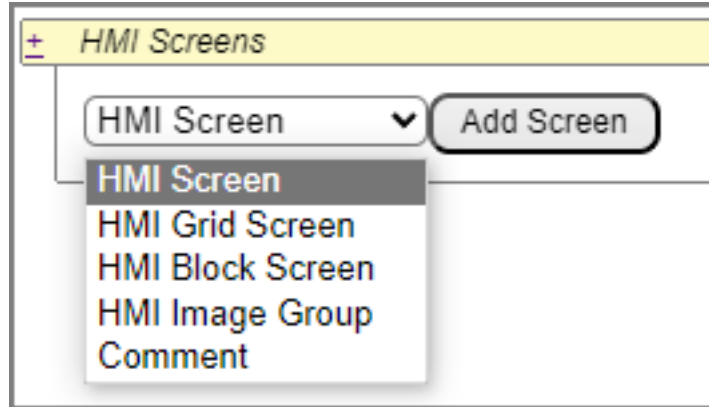 + HMI Screens
HMI Screen Add Screen
HMI Screen
HMI Grid Screen
HMI Block Screen
HMI Image Group
Comment